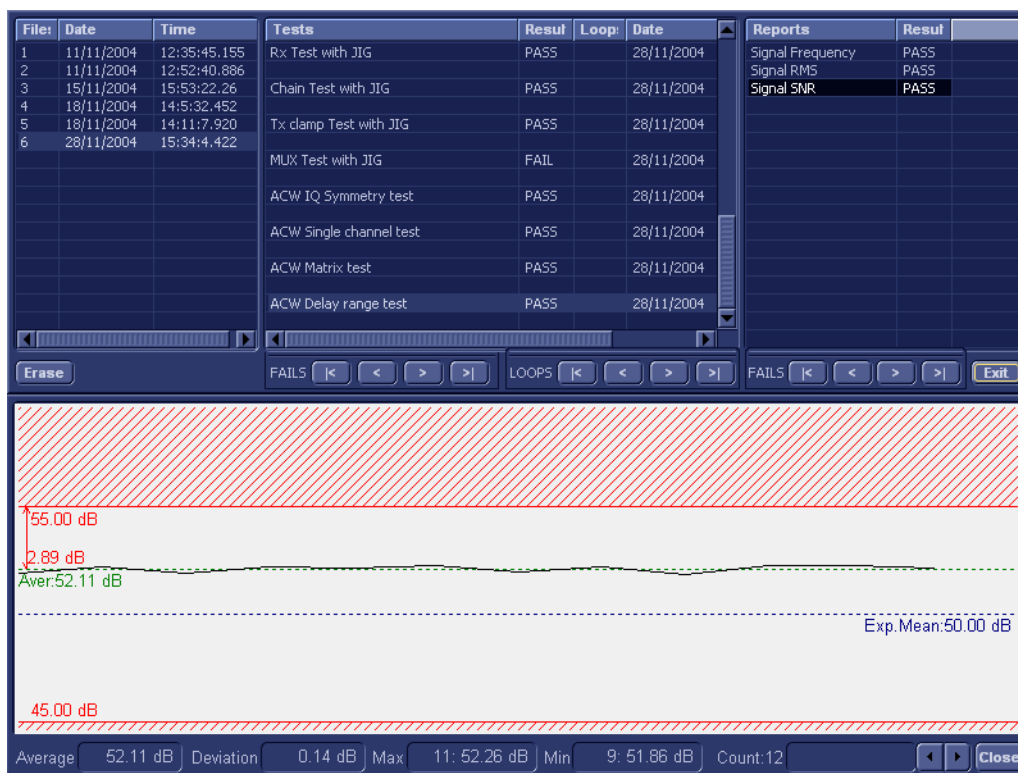 File: Date Time
1 11/11/2004 12:35:45.155
2 11/11/2004 12:52:40.886
3 15/11/2004 15:53:22.26
4 18/11/2004 14:5:32.452
5 18/11/2004 14:11:7.920
6 28/11/2004 15:34:4.422
Erase
Tests Resul Loop: Date
Rx Test with JIG PASS 28/11/2004
Chain Test with JIG PASS 28/11/2004
Tx clamp Test with JIG PASS 28/11/2004
MUX Test with JIG FAIL 28/11/2004
ACW IQ Symmetry test PASS 28/11/2004
ACW Single channel test PASS 28/11/2004
ACW Matrix test PASS 28/11/2004
ACW Delay range test PASS 28/11/2004
FAILS |< < > >| LOOPS |< < > >|
Reports Resul
Signal Frequency PASS
Signal RMS PASS
Signal SNR PASS
FAILS |< < > >| Exit
55.00 dB
2.89 dB
Aver:52.11 dB
Exp.Mean:50.00 dB
45.00 dB
Average 52.11 dB Deviation 0.14 dB Max 11: 52.26 dB Min 9: 51.86 dB Count:12 Close